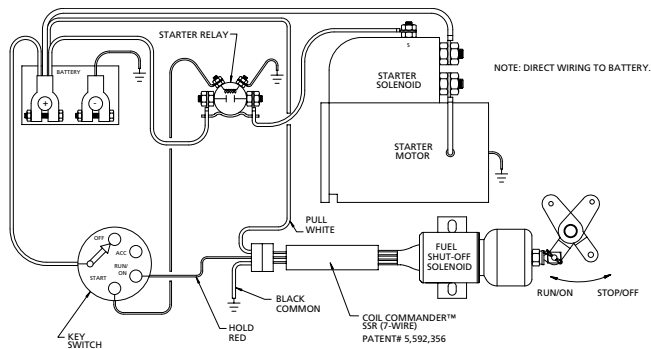 STARTER RELAY
BATTERY
+
-
S
STARTER
SOLENOID
NOTE: DIRECT WIRING TO BATTERY.
STARTER
MOTOR
PULL
WHITE
OFF
ACC
RUN/
ON
START
FUEL
SHUT-OFF
SOLENOID
RUN/ON
STOP/OFF
BLACK
COMMON
HOLD
RED
KEY
SWITCH
COIL COMMANDER™
SSR (7-WIRE)
PATENT# 5,592,356